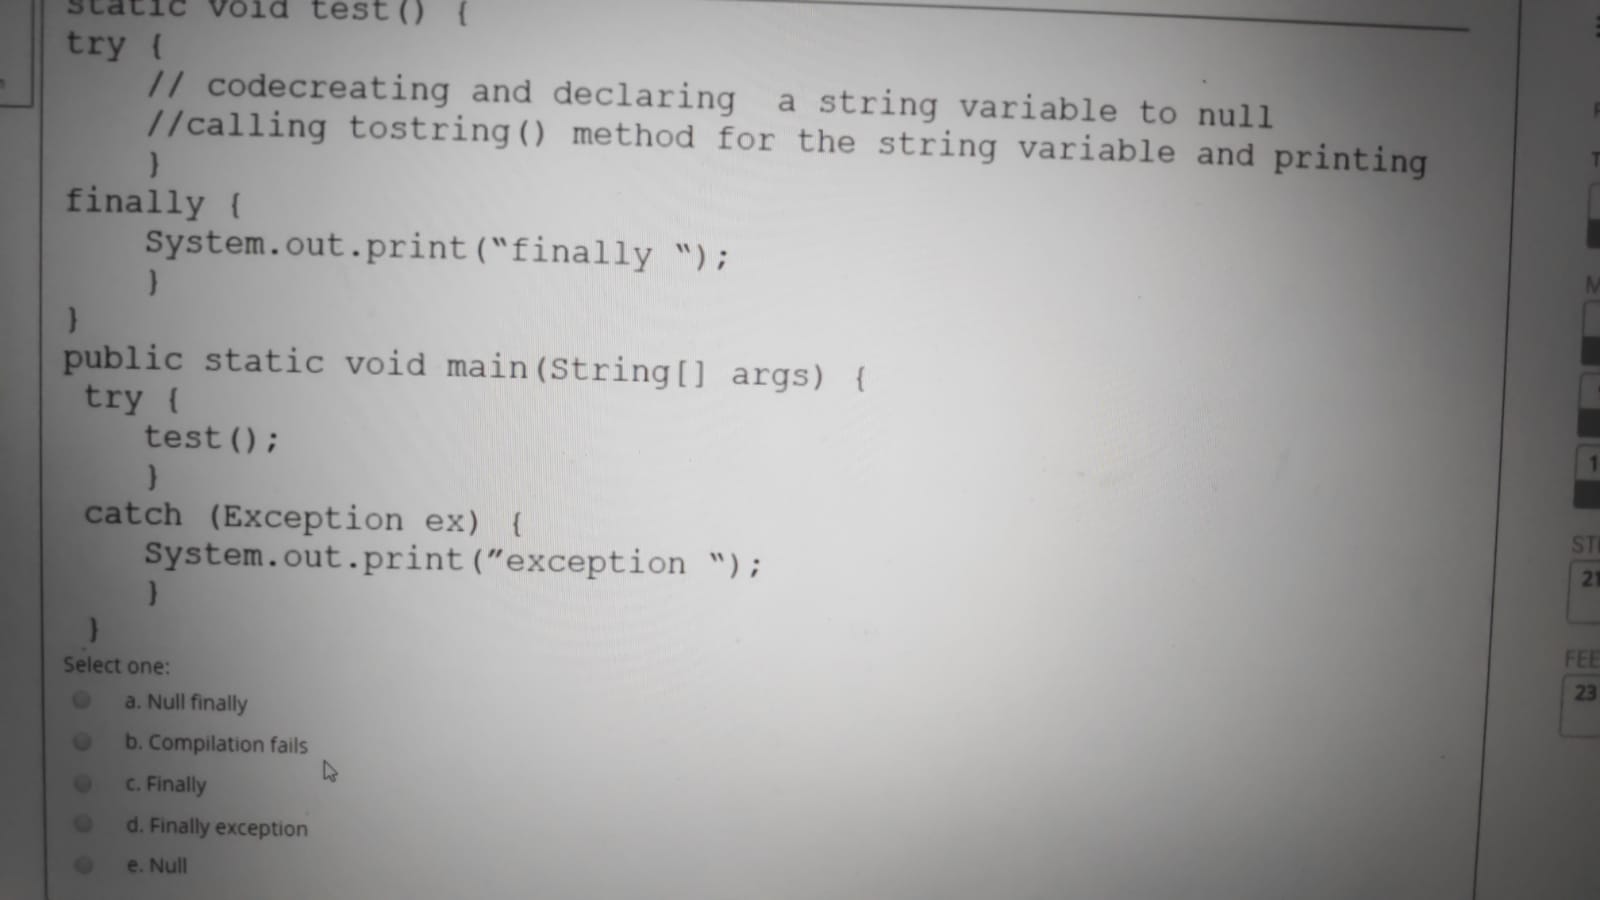 static void test() {
try {
// codecreating and declaring a string variable to null
//calling tostring() method for the string variable and printing
}
finally {
System.out.print(“finally “);
}
}
public static void main(String[] args) {
try {
test();
}
catch (Exception ex) {
System.out.print(”exception “);
}
}
Select one:
a. Null finally
b. Compilation fails
c. Finally
d. Finally exception
e. Null
M
1
21
23